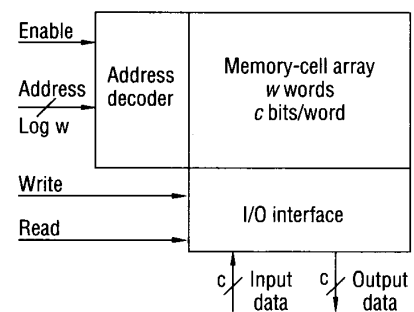 Enable
Address
Log w
Address
decoder
Memory-cell array
w words
c bits/word
Write
Read
I/O interface
c
Input
data
c
Output
data